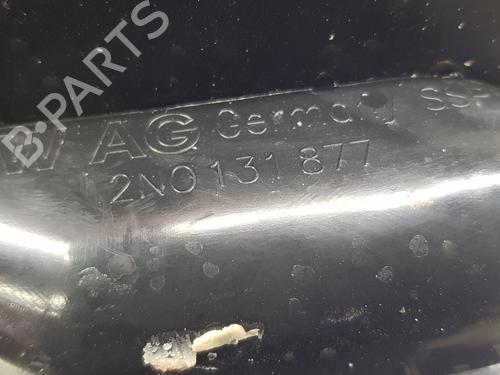 B-PARTS
W AG Germany SSP
2N0 131 877